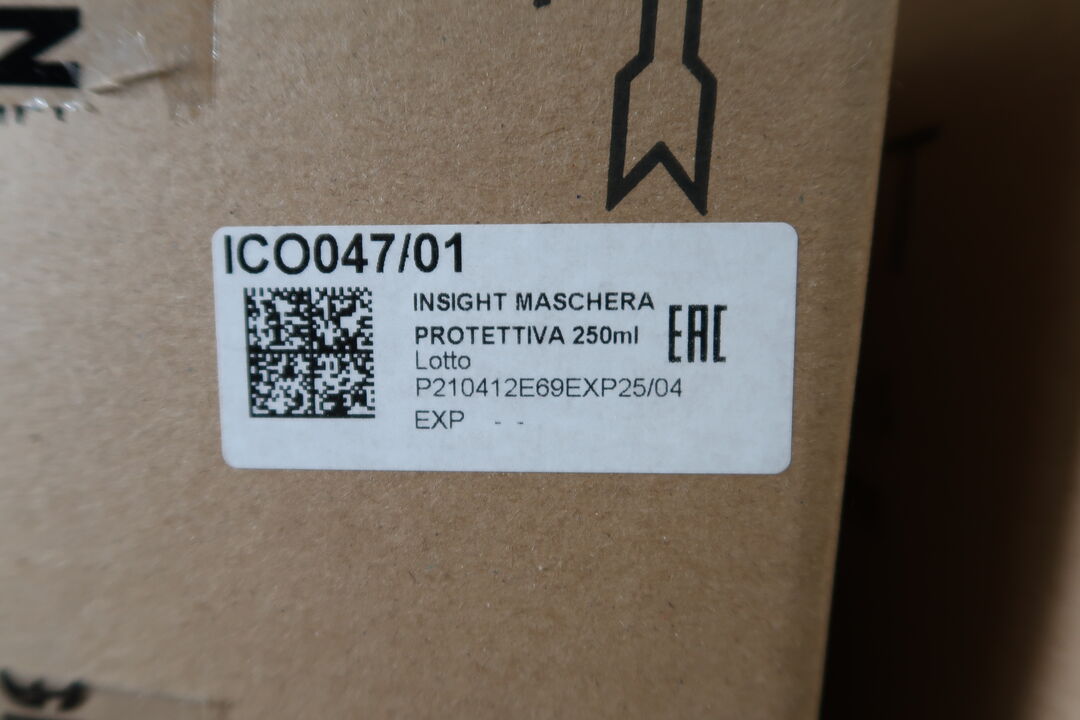 ICO047/01
INSIGHT MASCHERA
PROTETTIVA 250ml
EAC
Lotto
P210412E69EXP25/04
EXP - -